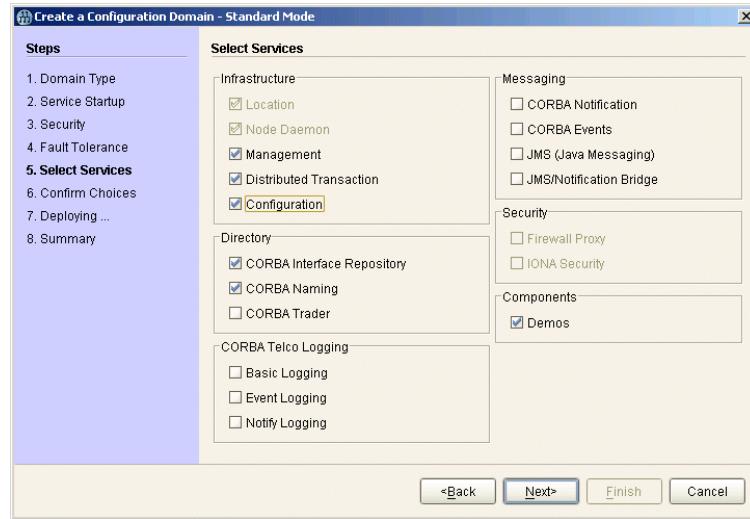 Create a Configuration Domain - Standard Mode
Steps
1. Domain Type
2. Service Startup
3. Security
4. Fault Tolerance
5. Select Services
6. Confirm Choices
7. Deploying ...
8. Summary
Select Services
Infrastructure
Location
Node Daemon
Management
Distributed Transaction
Configuration
Directory
CORBA Interface Repository
CORBA Naming
CORBA Trader
CORBA Telco Logging
Basic Logging
Event Logging
Notify Logging
Messaging
CORBA Notification
CORBA Events
JMS (Java Messaging)
JMS/Notification Bridge
Security
Firewall Proxy
IONA Security
Components
Demos
<Back Next> Finish Cancel